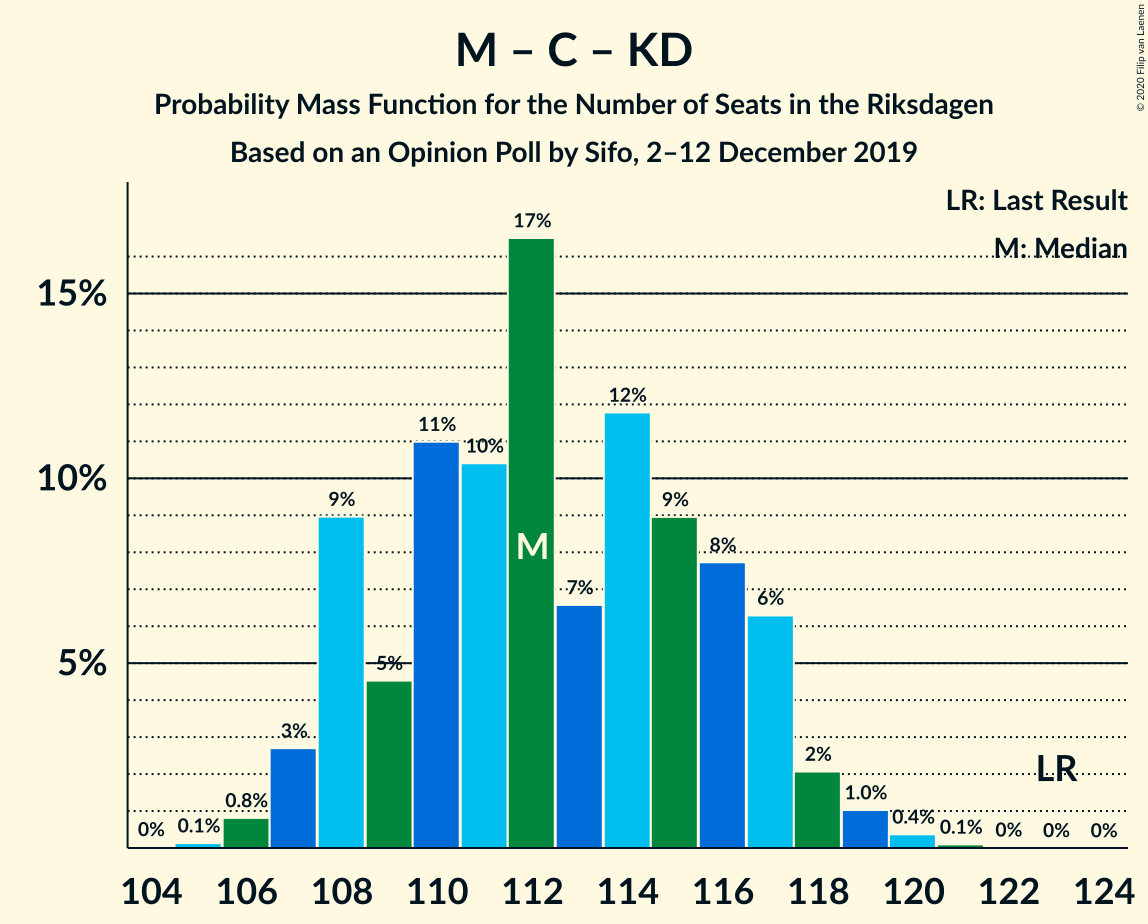 M – C – KD
Probability Mass Function for the Number of Seats in the Riksdagen
Based on an Opinion Poll by Sifo, 2–12 December 2019
© 2020 Filip van Laenen
LR: Last Result
M: Median
15%
10%
5%
0%
0.1%
0.8%
3%
9%
5%
11%
10%
17%
M
7%
12%
9%
8%
6%
2%
1.0%
0.4%
0.1%
0%
0%
0%
LR
104 106 108 110 112 114 116 118 120 122 124